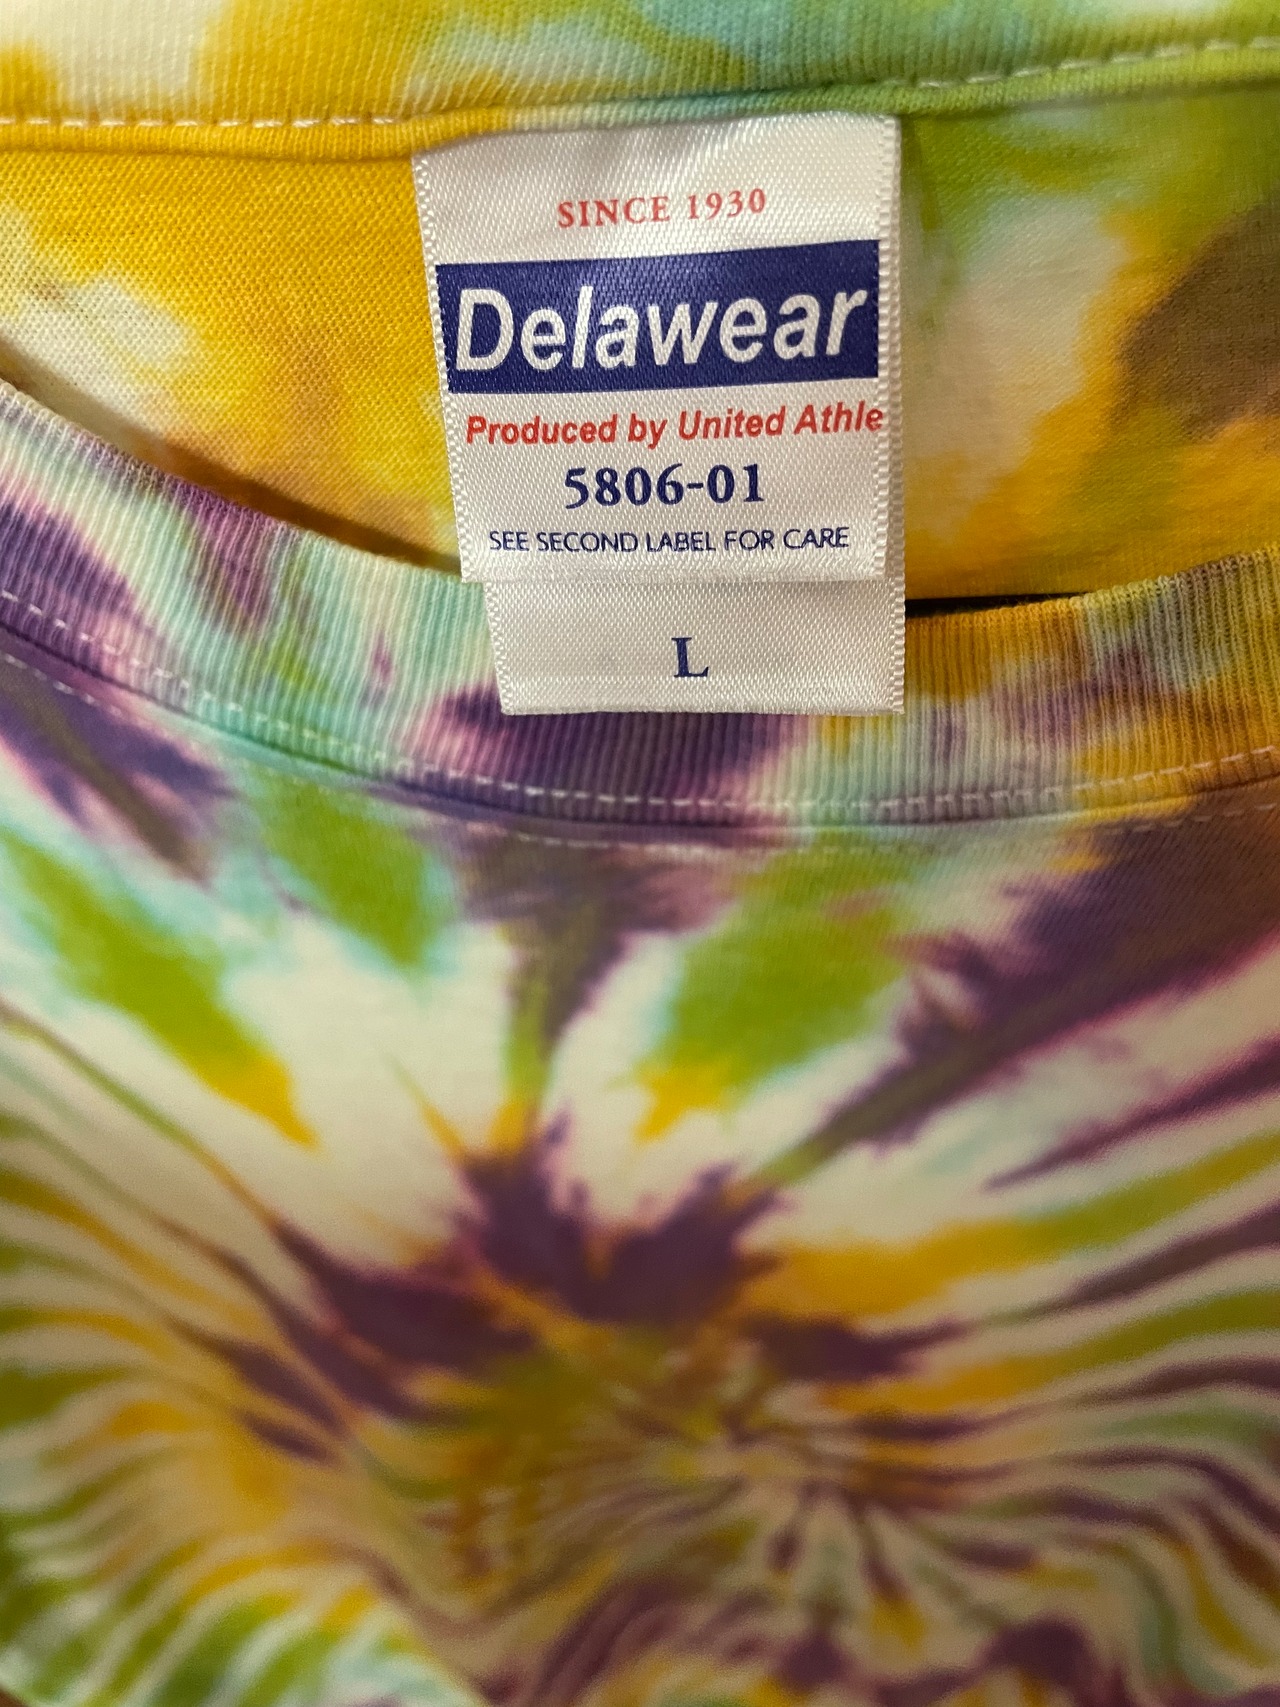 SINCE 1930
Delawear
Produced by United Athle
5806-01
SEE SECOND LABEL FOR CARE
L